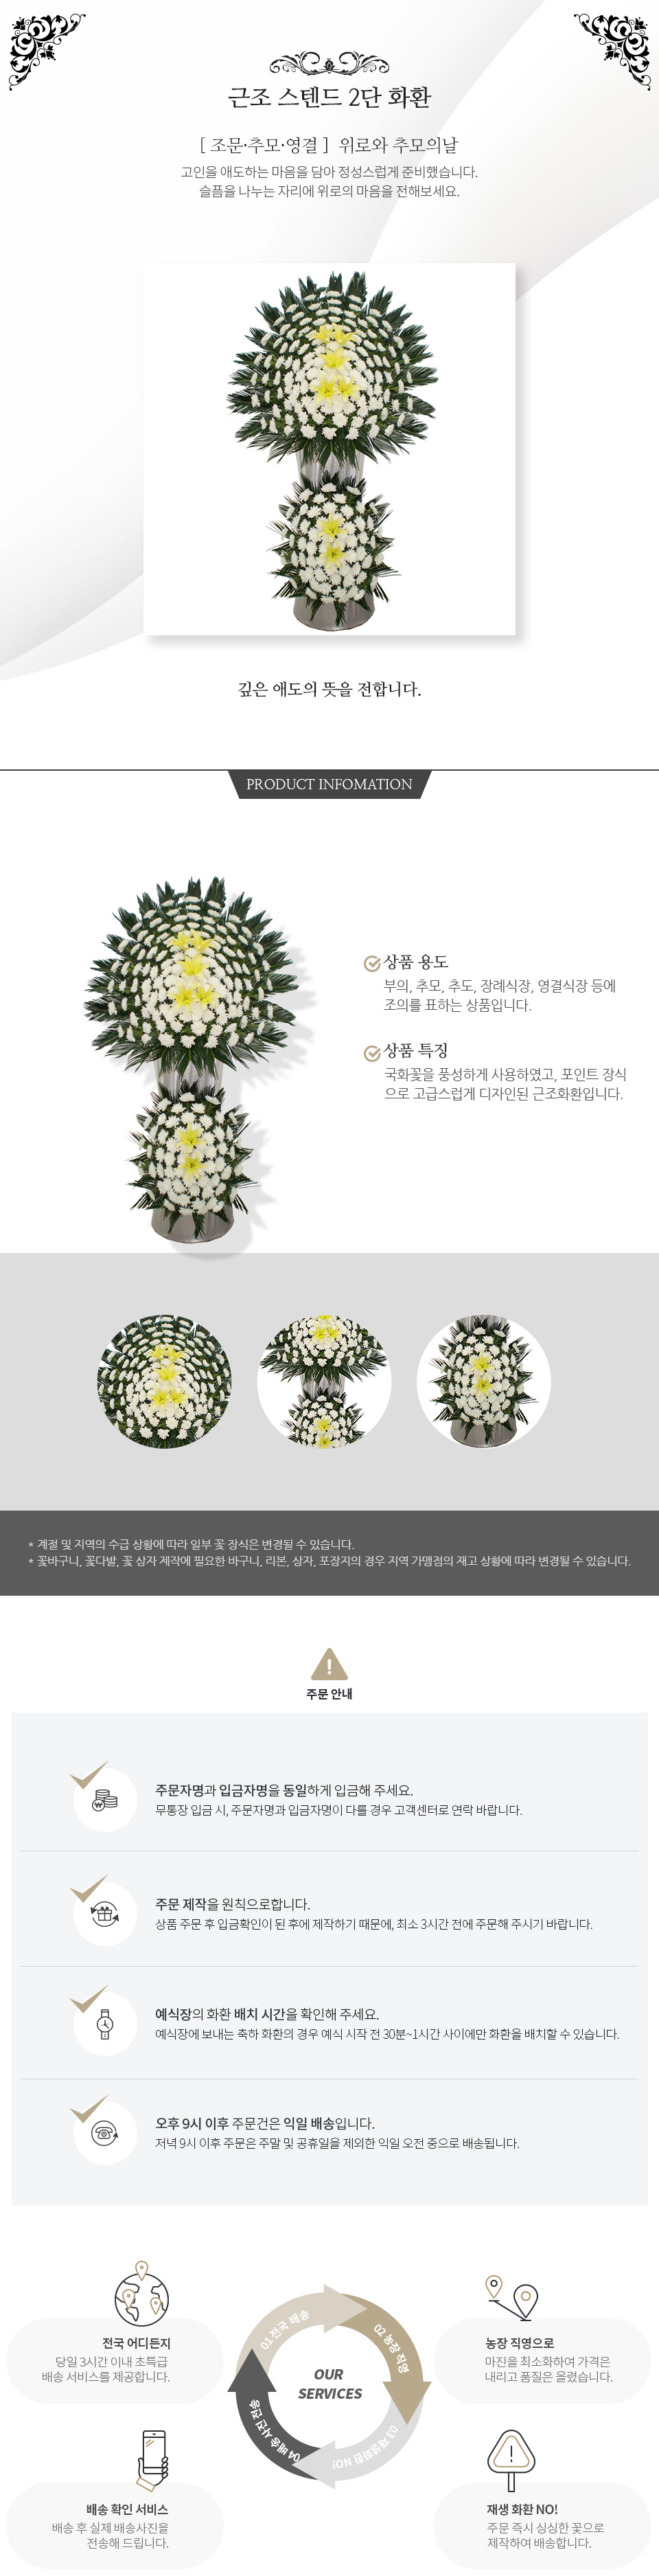 근조 스텐드 2단 화환
[ 조문·추모·영결 ] 위로와 추모의날
고인을 애도하는 마음을 담아 정성스럽게 준비했습니다.
슬픔을 나누는 자리에 위로의 마음을 전해보세요.
깊은 애도의 뜻을 전합니다.
PRODUCT INFOMATION
상품 용도
부의, 추모, 추도, 장례식장, 영결식장 등에
조의를 표하는 상품입니다.
상품 특징
국화꽃을 풍성하게 사용하였고, 포인트 장식
으로 고급스럽게 디자인된 근조화환입니다.
* 계절 및 지역의 수급 상황에 따라 일부 꽃 장식은 변경될 수 있습니다.
* 꽃바구니, 꽃다발, 꽃 상자 제작에 필요한 바구니, 리본, 상자, 포장지의 경우 지역 가맹점의 재고 상황에 따라 변경될 수 있습니다.
주문 안내
주문자명과 입금자명을 동일하게 입금해 주세요.
무통장 입금 시, 주문자명과 입금자명이 다를 경우 고객센터로 연락 바랍니다.
주문 제작을 원칙으로합니다.
상품 주문 후 입금확인이 된 후에 제작하기 때문에, 최소 3시간 전에 주문해 주시기 바랍니다.
예식장의 화환 배치 시간을 확인해 주세요.
예식장에 보내는 축하 화환의 경우 예식 시작 전 30분~1시간 사이에만 화환을 배치할 수 있습니다.
오후 9시 이후 주문건은 익일 배송입니다.
저녁 9시 이후 주문은 주말 및 공휴일을 제외한 익일 오전 중으로 배송됩니다.
전국 어디든지
당일 3시간 이내 초특급
배송 서비스를 제공합니다.
01 전국 배송
02 농장 직영
OUR
SERVICES
03 재생화환 NO!
04 배송 사진 전송
농장 직영으로
마진을 최소화하여 가격은
내리고 품질은 올렸습니다.
배송 확인 서비스
배송 후 실제 배송사진을
전송해 드립니다.
재생 화환 NO!
주문 즉시 싱싱한 꽃으로
제작하여 배송합니다.